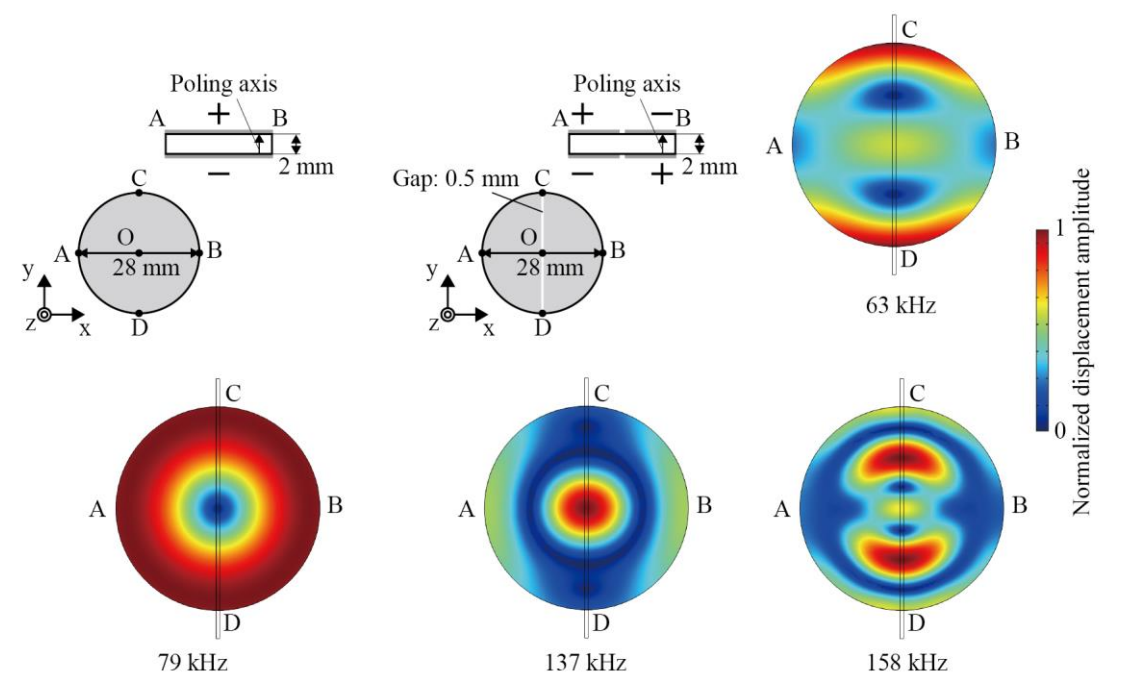 Poling axis
A + B
−
2 mm
C
O
A B
28 mm
D
y
z x
Poling axis
A + − B
− +
2 mm
Gap: 0.5 mm
C
O
A B
28 mm
D
y
z x
C
A B
D
63 kHz
1
0
Normalized displacement amplitude
C
A B
D
79 kHz
C
A B
D
137 kHz
C
A B
D
158 kHz